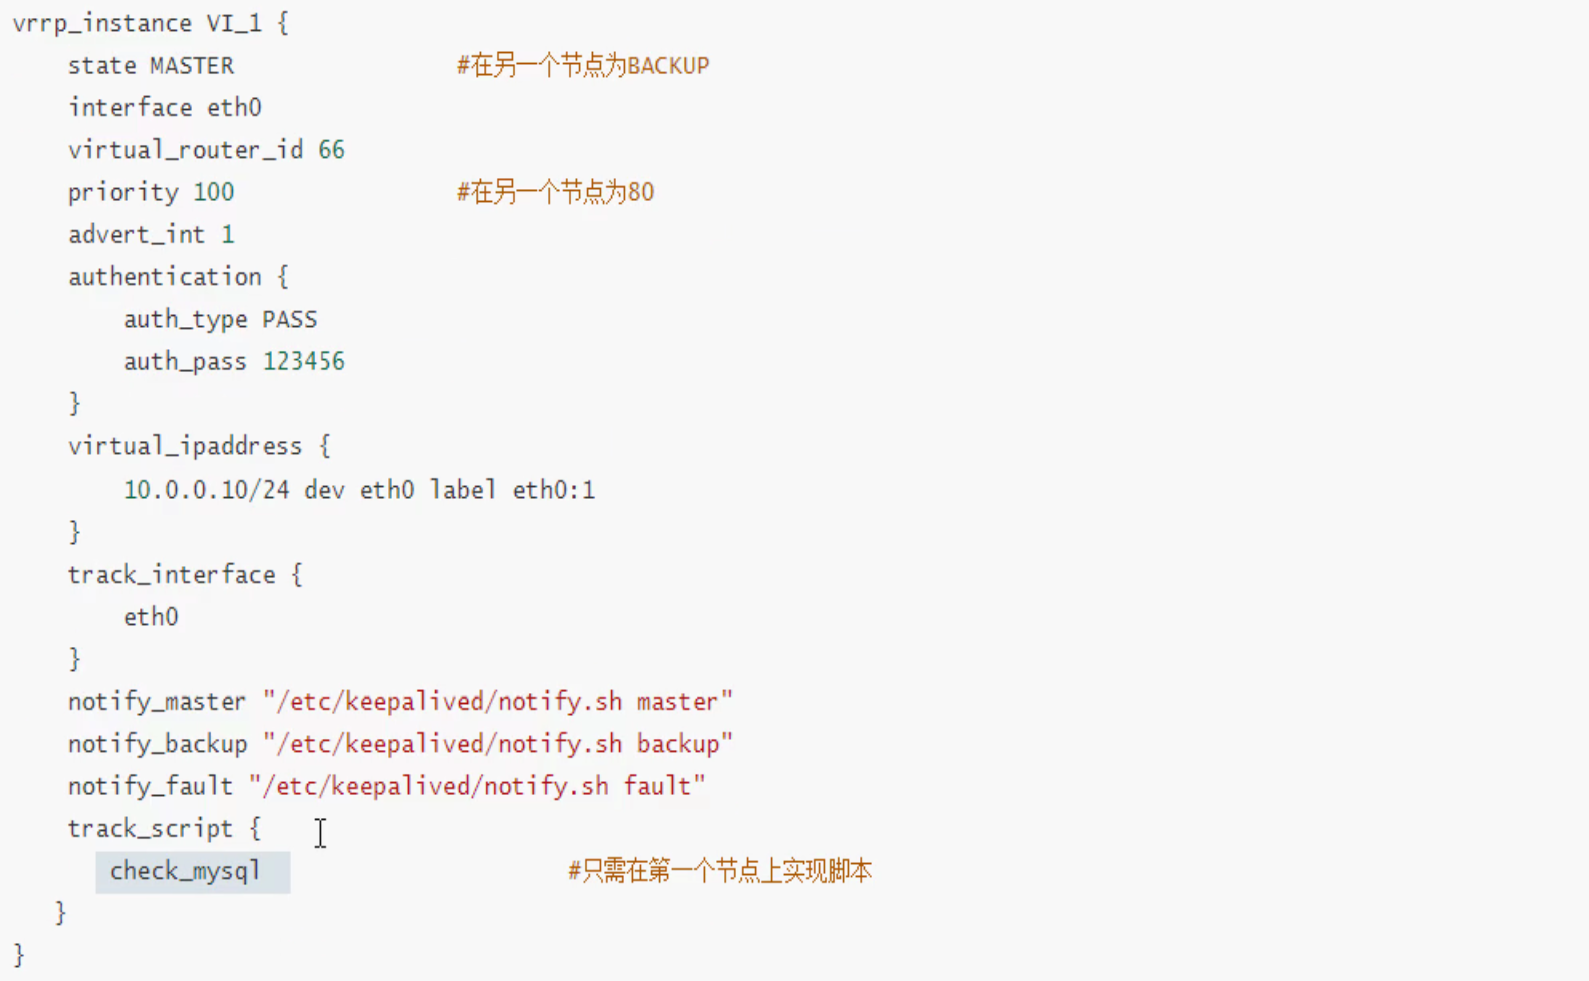 vrrp_instance VI_1 {
    state MASTER                #在另一个节点为BACKUP
    interface eth0
    virtual_router_id 66
    priority 100                #在另一个节点为80
    advert_int 1
    authentication {
        auth_type PASS
        auth_pass 123456
    }
    virtual_ipaddress {
        10.0.0.10/24 dev eth0 label eth0:1
    }
    track_interface {
        eth0
    }
    notify_master "/etc/keepalived/notify.sh master"
    notify_backup "/etc/keepalived/notify.sh backup"
    notify_fault "/etc/keepalived/notify.sh fault"
    track_script {
       check_mysql                      #只需在第一个节点上实现脚本
   }
}